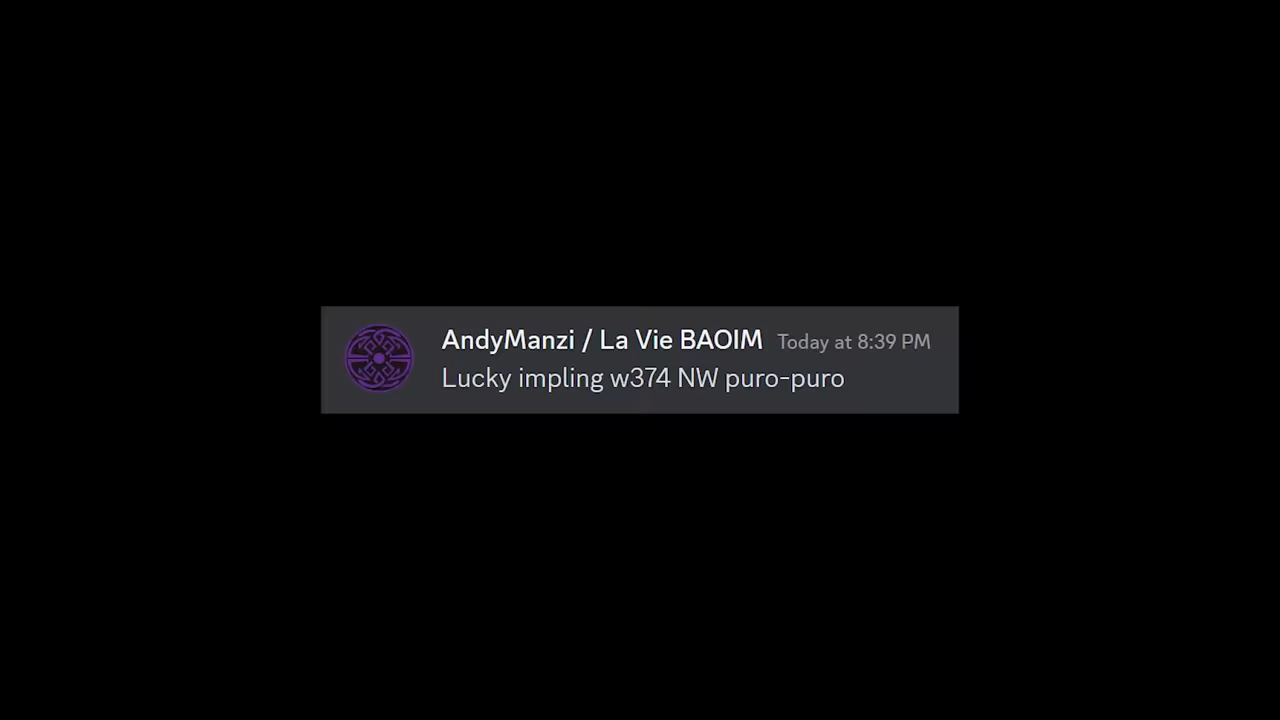 AndyManzi / La Vie BAOIM Today at 8:39 PM
Lucky impling w374 NW puro-puro